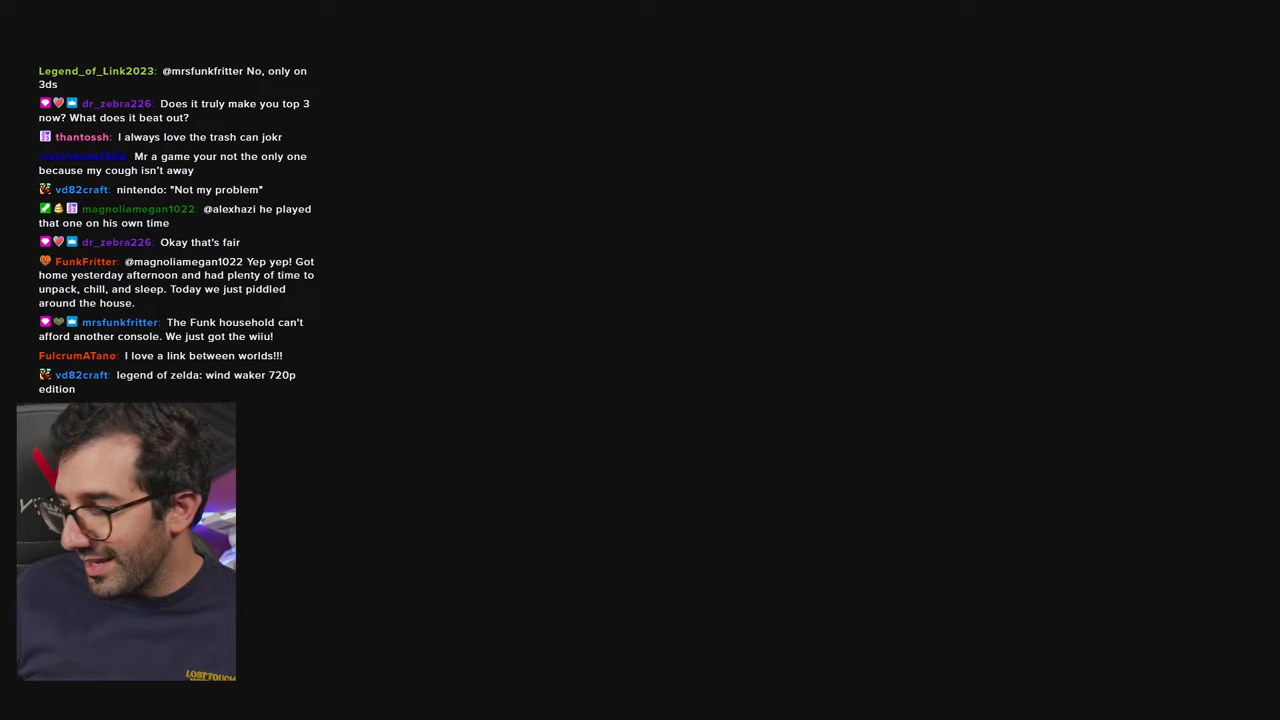 Legend_of_Link2023: @mrsfunkfritter No, only on
3ds
dr_zebra226: Does it truly make you top 3
now? What does it beat out?
thantossh: I always love the trash can jokr
Mr a game your not the only one
because my cough isn't away
vd82craft: nintendo: "Not my problem"
magnoliamegan1022: @alexhazi he played
that one on his own time
dr_zebra226: Okay that's fair
FunkFritter: @magnoliamegan1022 Yep yep! Got
home yesterday afternoon and had plenty of time to
unpack, chill, and sleep. Today we just piddled
around the house.
mrsfunkfritter: The Funk household can't
afford another console. We just got the wiiu!
FulcrumATano: I love a link between worlds!!!
vd82craft: legend of zelda: wind waker 720p
edition
LOST TOUCH